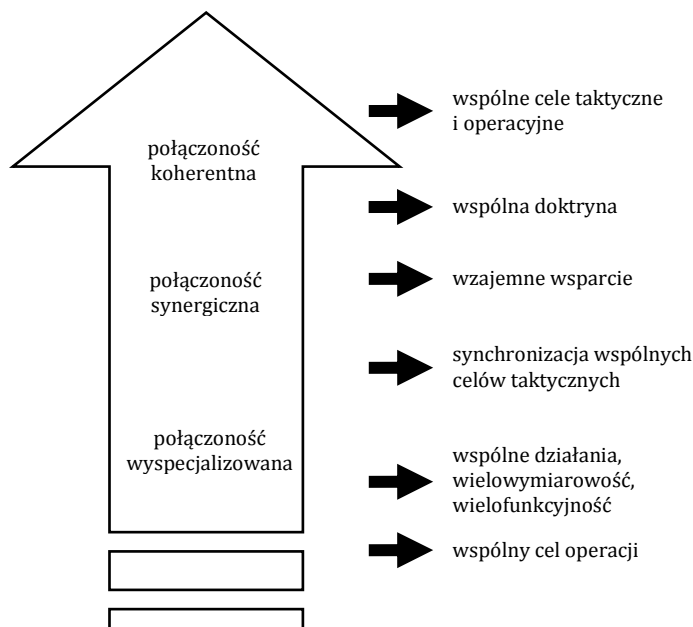 wspólne cele taktyczne
i operacyjne
połączoność
koherentna
wspólna doktryna
połączoność
synergiczna
wzajemne wsparcie
synchronizacja wspólnych
celów taktycznych
połączoność
wyspecjalizowana
wspólne działania,
wielowymiarowość,
wielofunkcyjność
wspólny cel operacji